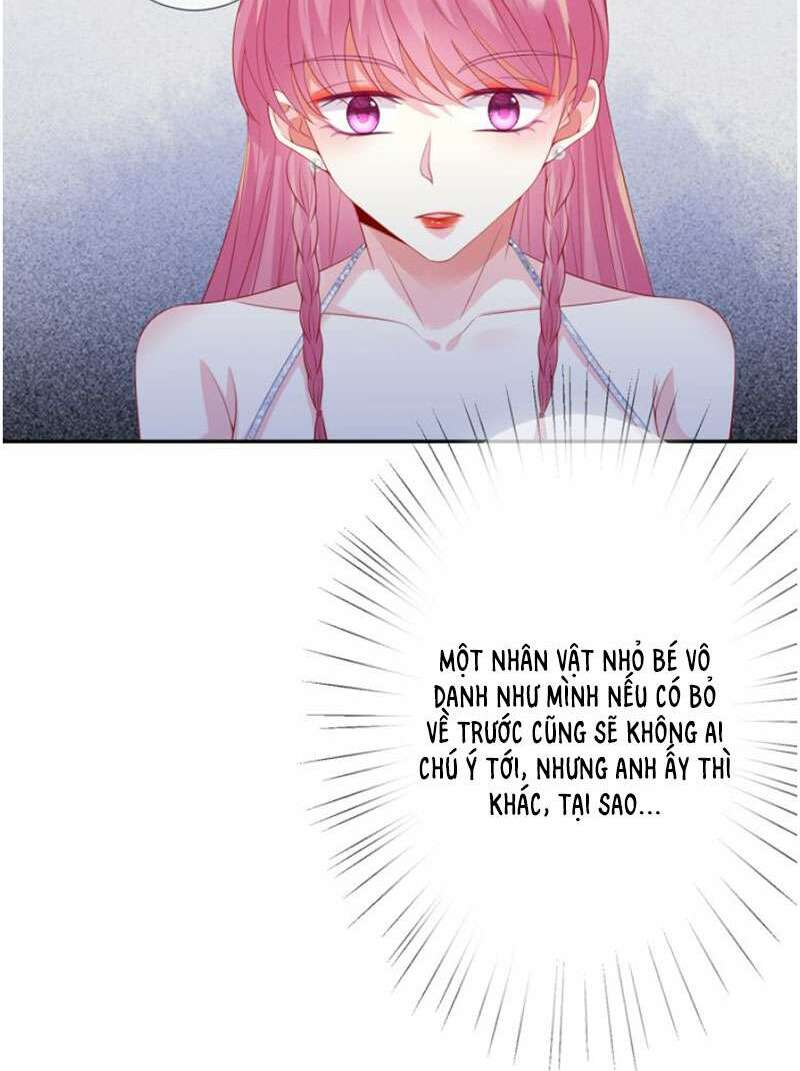 MỘT NHÂN VẬT NHỎ BÉ VÔ
DANH NHƯ MÌNH NẾU CÓ BỎ
VỀ TRƯỚC CŨNG SẼ KHÔNG AI
CHÚ Ý TỚI, NHƯNG ANH ẤY THÌ
KHÁC, TẠI SAO...